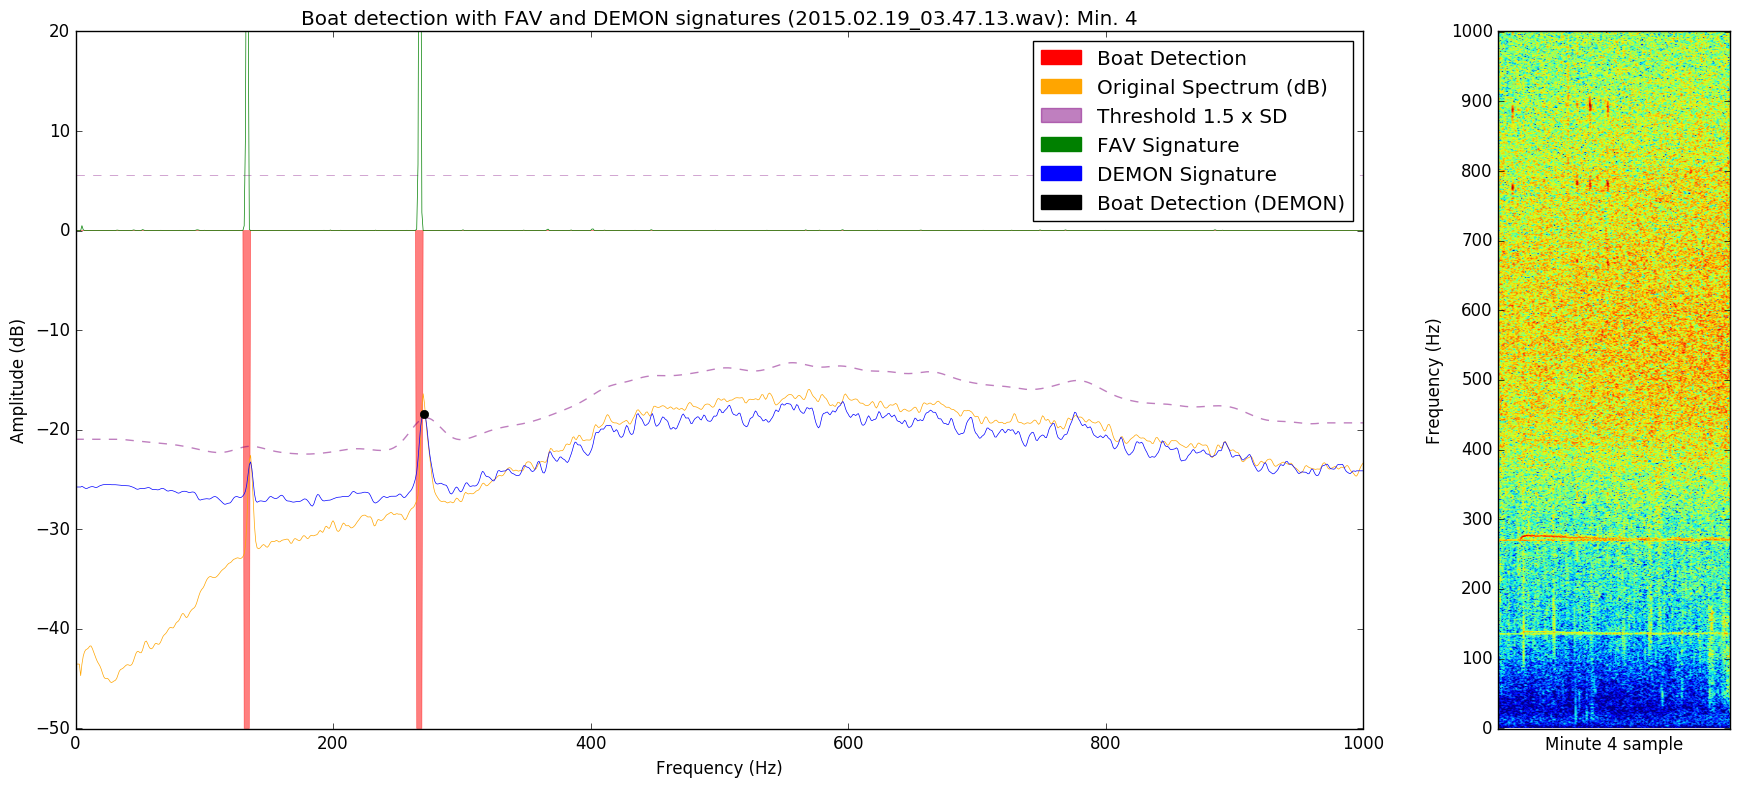 Boat detection with FAV and DEMON signatures (2015.02.19_03.47.13.wav): Min. 4
20
10
0
−10
−20
−30
−40
−50
Amplitude (dB)
0 200 400 600 800 1000
Frequency (Hz)
Boat Detection
Original Spectrum (dB)
Threshold 1.5 x SD
FAV Signature
DEMON Signature
Boat Detection (DEMON)
1000
900
800
700
600
500
400
300
200
100
0
Frequency (Hz)
Minute 4 sample